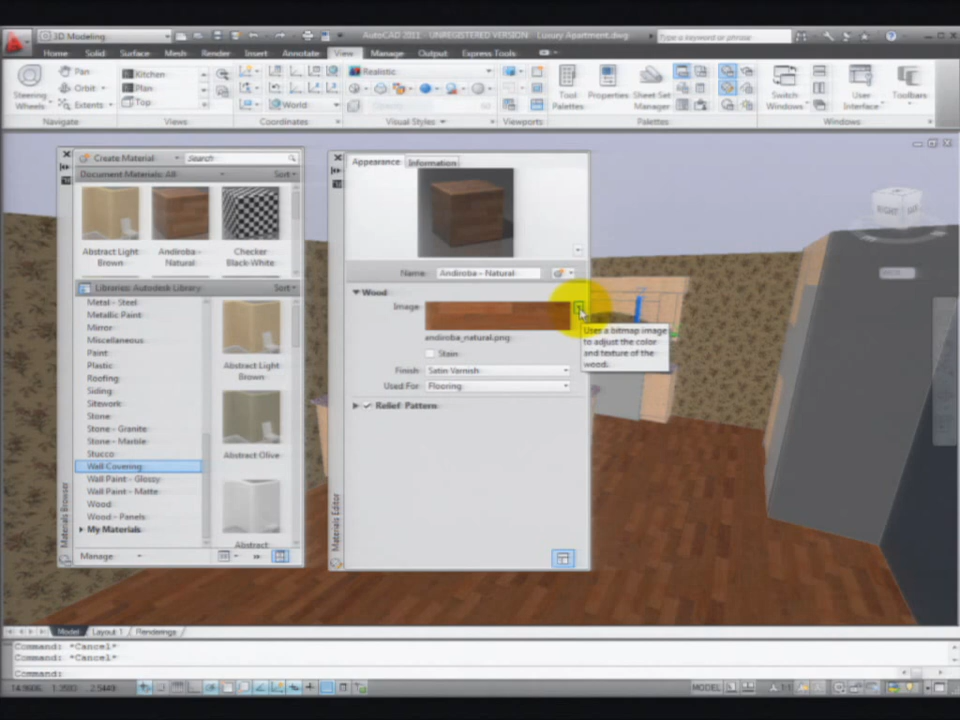 3D Modeling
AutoCAD 2011 - UNREGISTERED VERSION: Luxury Apartment.dwg
Type a keyword or phrase
Home Solid Surface Mesh Render Insert Annotate View Manage Output Express Tools
Pan
Orbit
Extents
Steering Wheels
Kitchen
Plan
Top
World
Realistic
Tool Palettes
Properties
Sheet Set Manager
Switch Windows
User Interface
Toolbars
Navigate Views Coordinates Visual Styles Viewports Palettes Windows
Create Material
Search
Document Materials: All
Sort
Abstract Light Brown
Andiroba - Natural
Checker Black-White
Libraries: Autodesk Library
Sort
Metal - Steel
Metallic Paint
Mirror
Miscellaneous
Paint
Plastic
Roofing
Siding
Sitework
Stone
Stone - Granite
Stone - Marble
Stucco
Wall Covering
Wall Paint - Glossy
Wall Paint - Matte
Wood
Wood - Panels
My Materials
Abstract Light Brown
Abstract Olive
Abstract
Manage
Materials Browser
Appearance Information
Name: Andiroba - Natural
Wood
Image:
andiroba_natural.png
Stain
Finish: Satin Varnish
Used For: Flooring
Relief Pattern
Materials Editor
Uses a bitmap image
to adjust the color
and texture of the
wood.
RIGHT
Model Layout 1 Renderings
Command: *Cancel*
Command: *Cancel*
Command:
MODEL
1:1